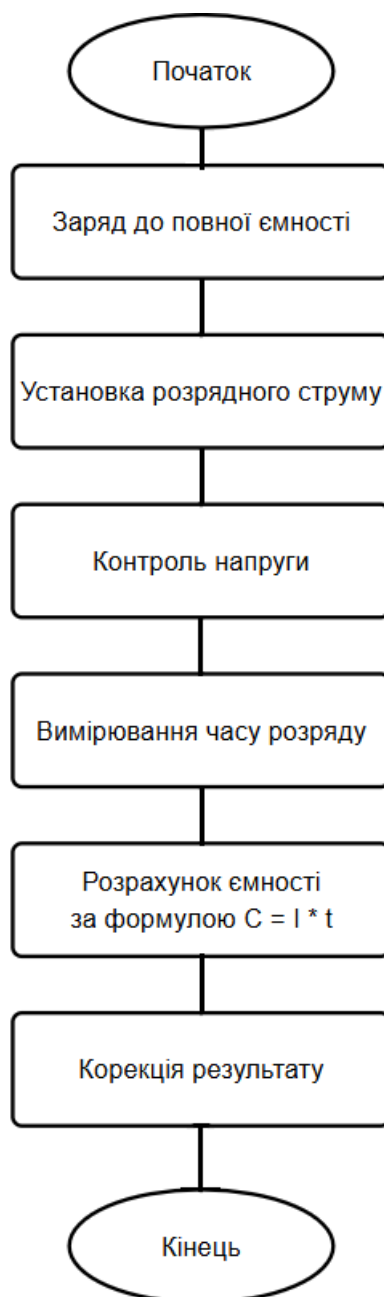 Початок
Заряд до повної ємності
Установка розрядного струму
Контроль напруги
Вимірювання часу розряду
Розрахунок ємності
за формулою C = I * t
Корекція результату
Кінець